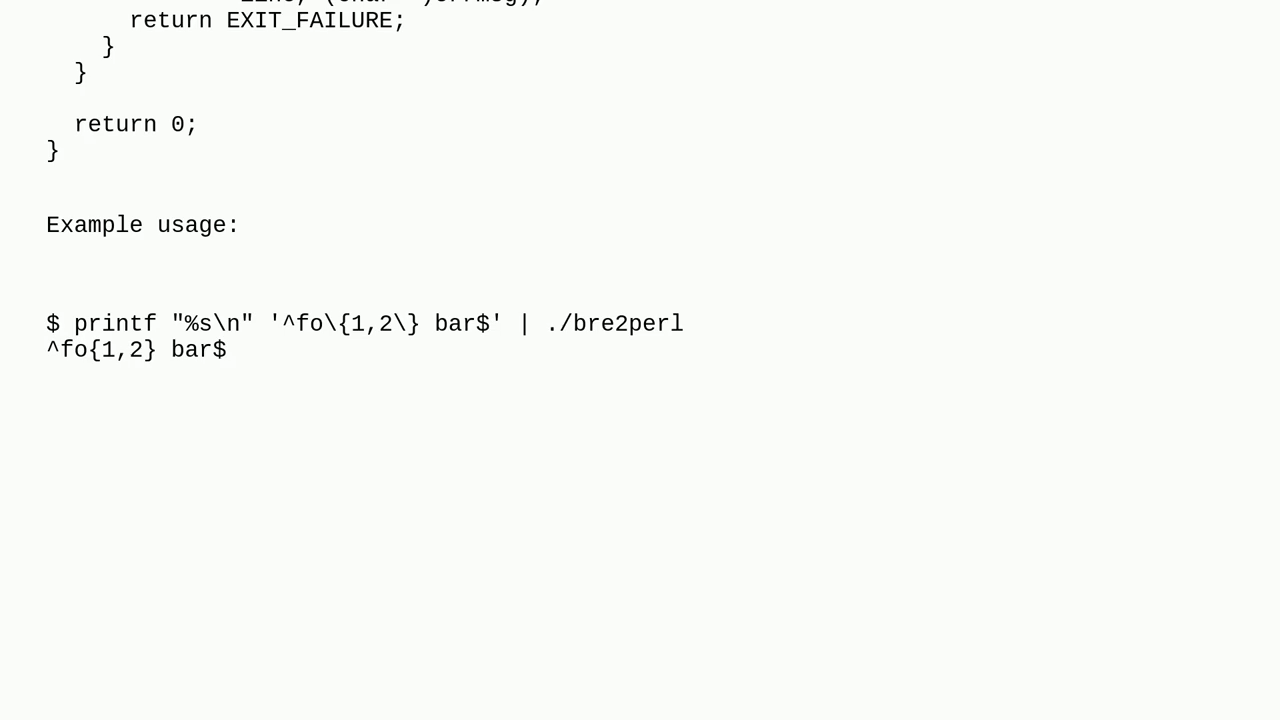 return EXIT_FAILURE;
}
}
return 0;
}
Example usage:
$ printf "%s\n" '^fo\{1,2\} bar$' | ./bre2perl
^fo{1,2} bar$